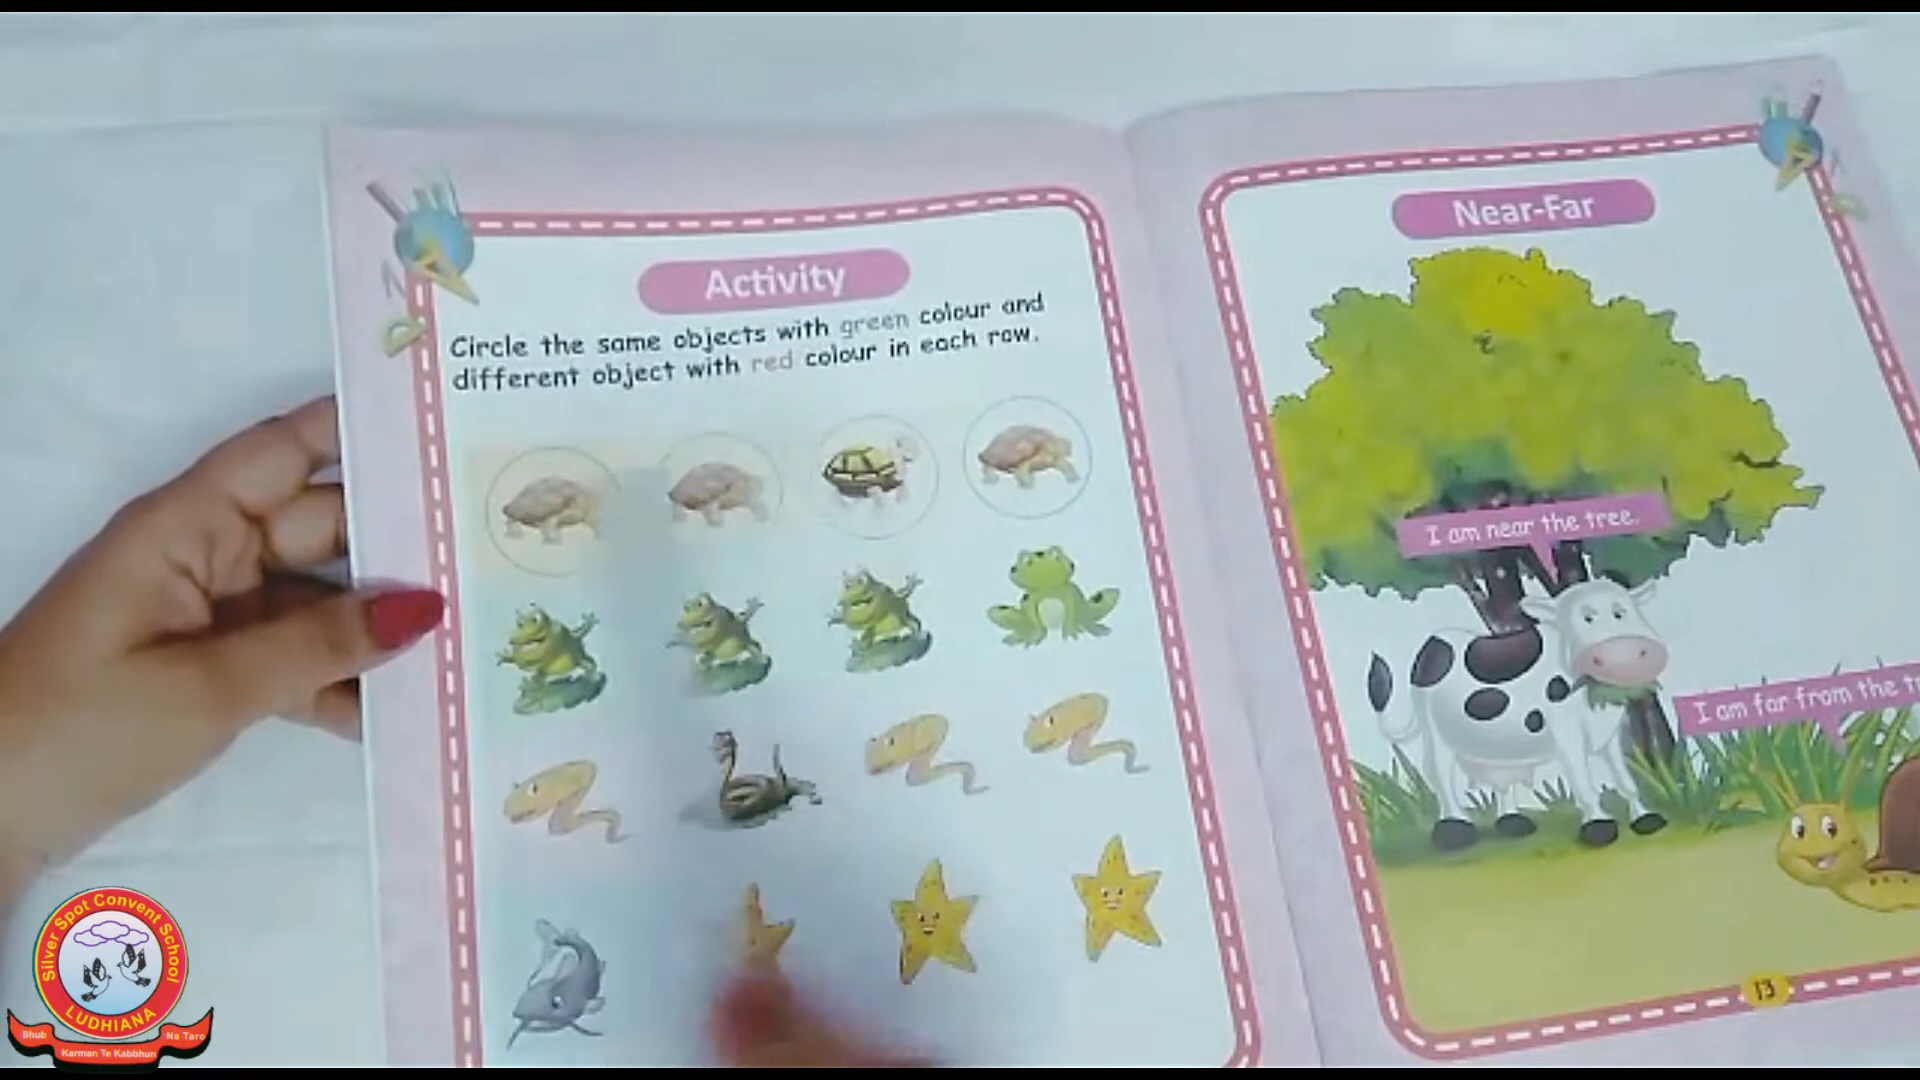 Activity
Circle the same objects with green colour and
different object with red colour in each row.
Near-Far
I am near the tree.
I am far from the
13
Silver Spot Convent School
LUDHIANA
Shub
Karman Te Kabbhun
Na Taro